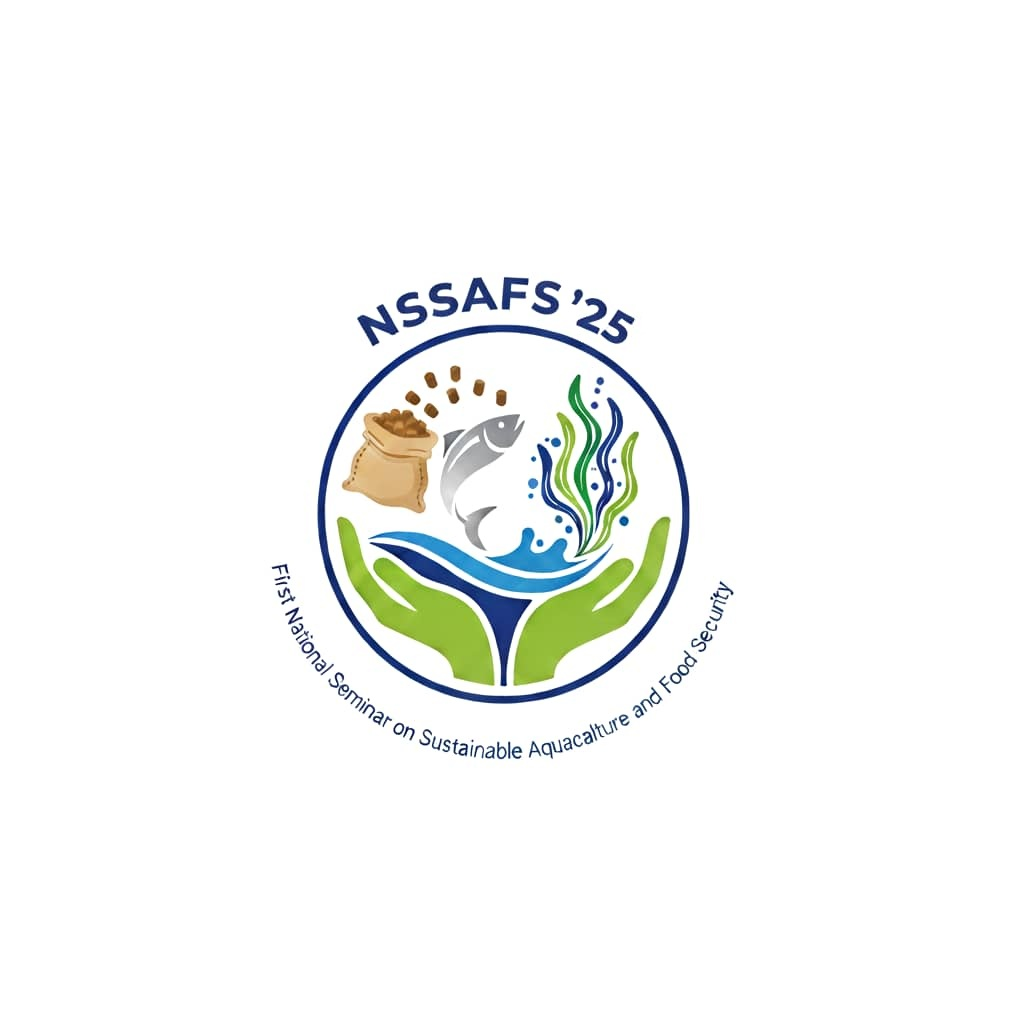 NSSAFS '25
First National Seminar on Sustainable Aquacalture and Food Security